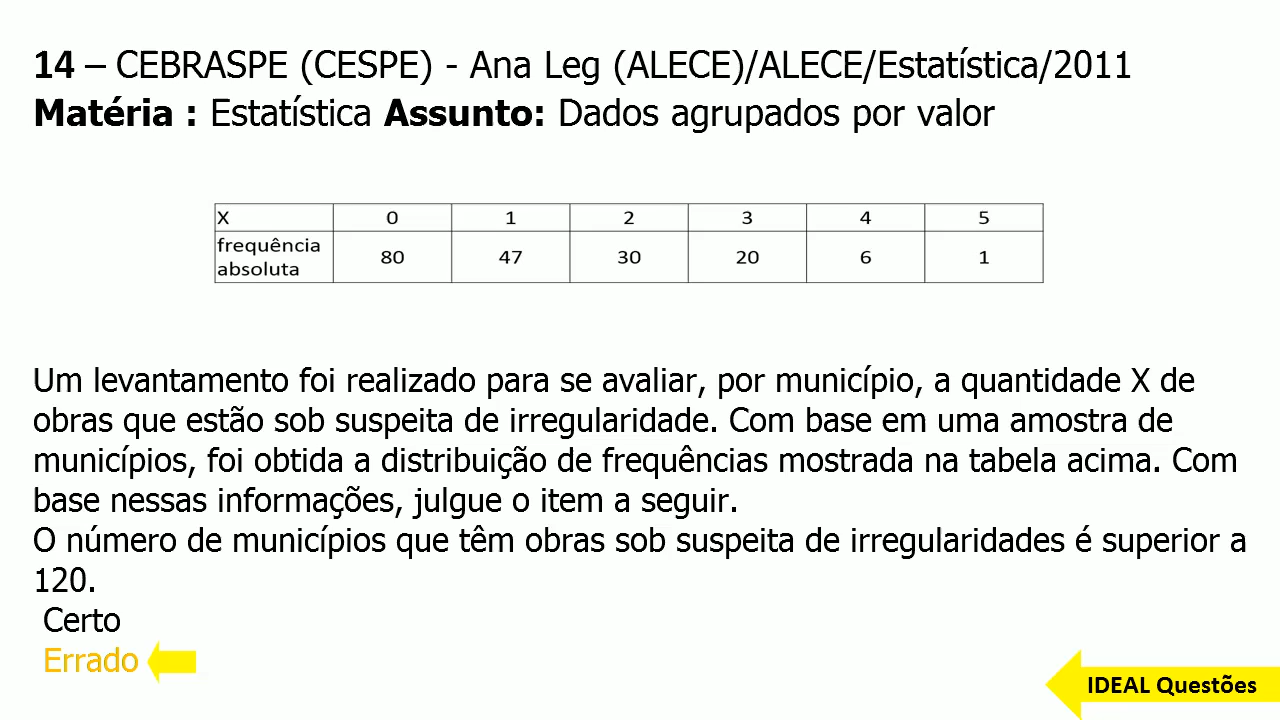 14 – CEBRASPE (CESPE) - Ana Leg (ALECE)/ALECE/Estatística/2011
Matéria : Estatística Assunto: Dados agrupados por valor
X 0 1 2 3 4 5
frequência
absoluta 80 47 30 20 6 1
Um levantamento foi realizado para se avaliar, por município, a quantidade X de
obras que estão sob suspeita de irregularidade. Com base em uma amostra de
municípios, foi obtida a distribuição de frequências mostrada na tabela acima. Com
base nessas informações, julgue o item a seguir.
O número de municípios que têm obras sob suspeita de irregularidades é superior a
120.
Certo
Errado
IDEAL Questões